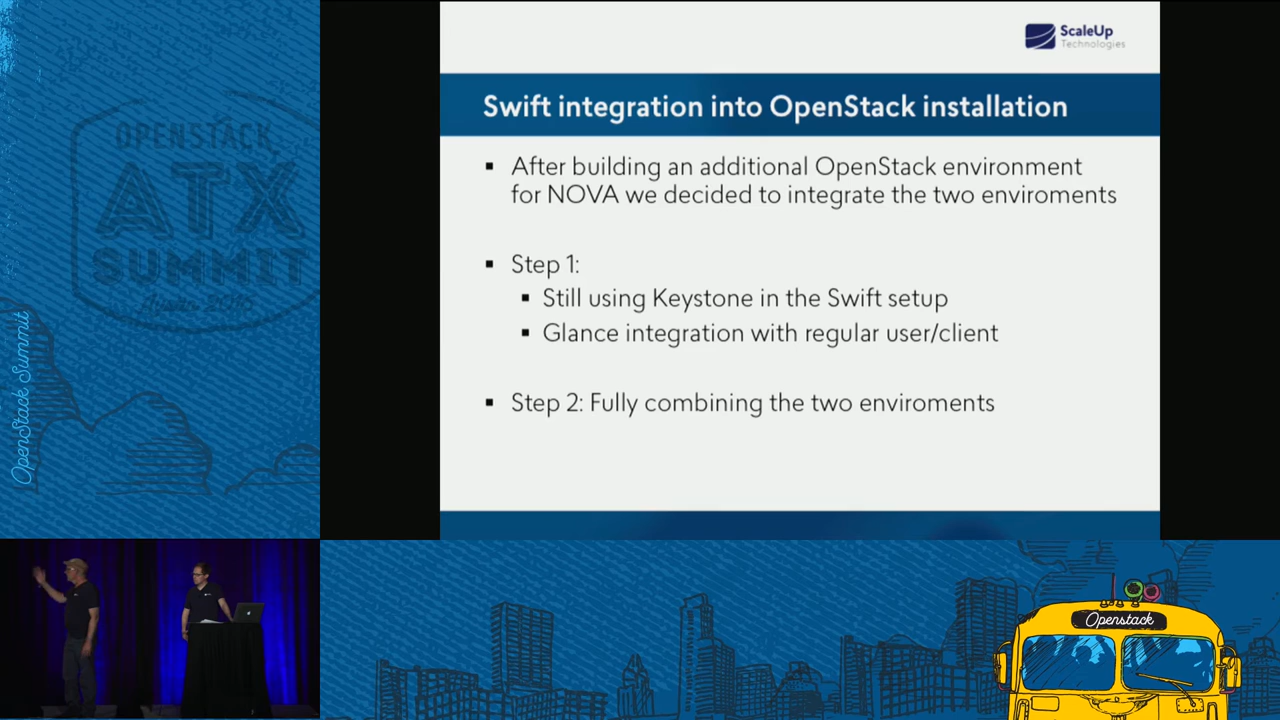 ScaleUp
Technologies
Swift integration into OpenStack installation
▪ After building an additional OpenStack environment
for NOVA we decided to integrate the two enviroments
▪ Step 1:
▪ Still using Keystone in the Swift setup
▪ Glance integration with regular user/client
▪ Step 2: Fully combining the two enviroments
OPENSTACK
ATX
SUMMIT
Austin 2016
OpenStack Summit
Openstack